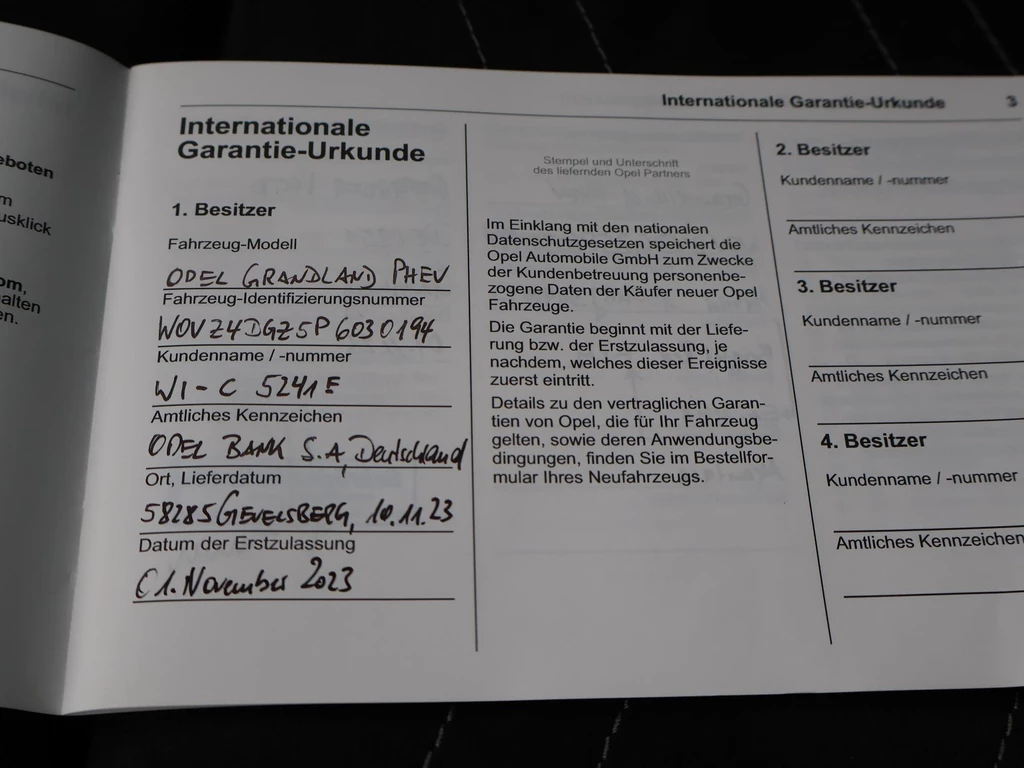 Internationale Garantie-Urkunde 3
eboten
m
usklick
om,
alten
en.
Internationale
Garantie-Urkunde
1. Besitzer
Fahrzeug-Modell
OPEL GRANDLAND PHEV
Fahrzeug-Identifizierungsnummer
WOVZ4DGZ5P6030194
Kundenname / -nummer
WI-C 5241E
Amtliches Kennzeichen
OPEL BANK S.A, Deutschland
Ort, Lieferdatum
58285 GEVELSBERG, 10.11.23
Datum der Erstzulassung
01. November 2023
Stempel und Unterschrift
des liefernden Opel Partners
Im Einklang mit den nationalen
Datenschutzgesetzen speichert die
Opel Automobile GmbH zum Zwecke
der Kundenbetreuung personenbe-
zogene Daten der Käufer neuer Opel
Fahrzeuge.
Die Garantie beginnt mit der Liefe-
rung bzw. der Erstzulassung, je
nachdem, welches dieser Ereignisse
zuerst eintritt.
Details zu den vertraglichen Garan-
tien von Opel, die für Ihr Fahrzeug
gelten, sowie deren Anwendungsbe-
dingungen, finden Sie im Bestellfor-
mular Ihres Neufahrzeugs.
2. Besitzer
Kundenname / -nummer
Amtliches Kennzeichen
3. Besitzer
Kundenname / -nummer
Amtliches Kennzeichen
4. Besitzer
Kundenname / -nummer
Amtliches Kennzeichen